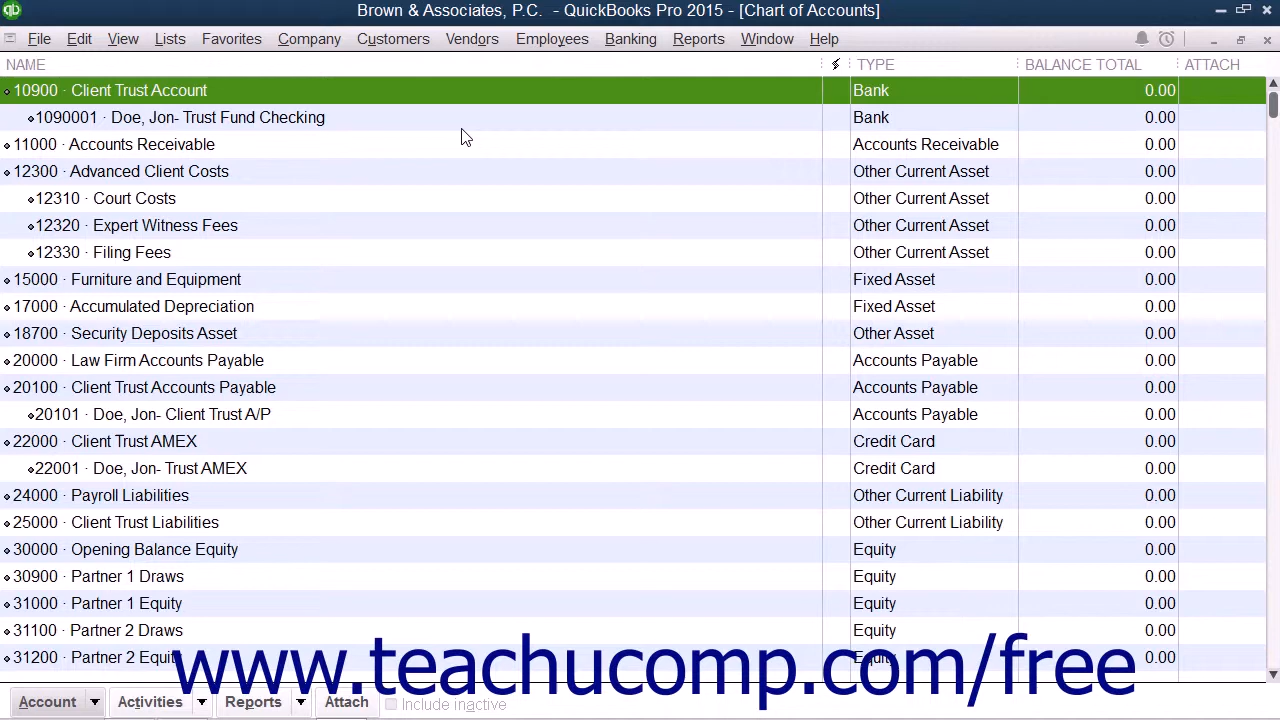 Brown & Associates, P.C. - QuickBooks Pro 2015 - [Chart of Accounts]
File Edit View Lists Favorites Company Customers Vendors Employees Banking Reports Window Help
NAME TYPE BALANCE TOTAL ATTACH
10900 · Client Trust Account Bank 0.00
1090001 · Doe, Jon- Trust Fund Checking Bank 0.00
11000 · Accounts Receivable Accounts Receivable 0.00
12300 · Advanced Client Costs Other Current Asset 0.00
12310 · Court Costs Other Current Asset 0.00
12320 · Expert Witness Fees Other Current Asset 0.00
12330 · Filing Fees Other Current Asset 0.00
15000 · Furniture and Equipment Fixed Asset 0.00
17000 · Accumulated Depreciation Fixed Asset 0.00
18700 · Security Deposits Asset Other Asset 0.00
20000 · Law Firm Accounts Payable Accounts Payable 0.00
20100 · Client Trust Accounts Payable Accounts Payable 0.00
20101 · Doe, Jon- Client Trust A/P Accounts Payable 0.00
22000 · Client Trust AMEX Credit Card 0.00
22001 · Doe, Jon- Trust AMEX Credit Card 0.00
24000 · Payroll Liabilities Other Current Liability 0.00
25000 · Client Trust Liabilities Other Current Liability 0.00
30000 · Opening Balance Equity Equity 0.00
30900 · Partner 1 Draws Equity 0.00
31000 · Partner 1 Equity Equity 0.00
31100 · Partner 2 Draws Equity 0.00
31200 · Partner 2 Equity Equity 0.00
www.teachucomp.com/free
Account Activities Reports Attach Include inactive